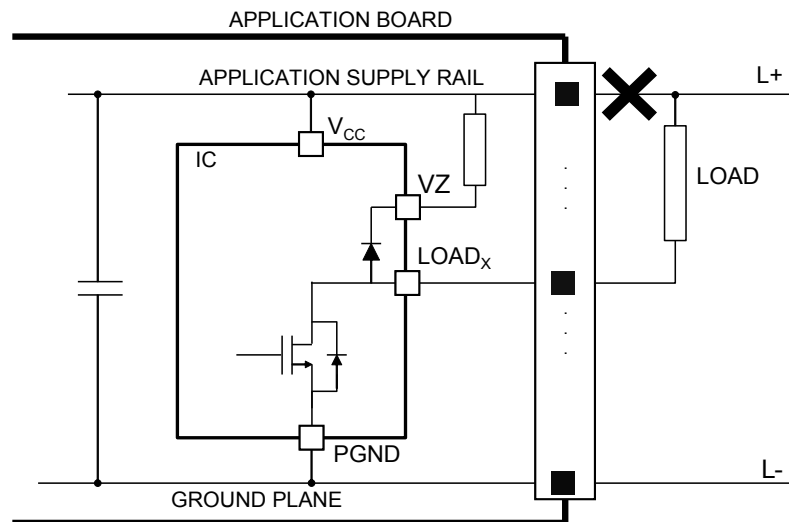 APPLICATION BOARD
APPLICATION SUPPLY RAIL
L+
VCC
IC
VZ
LOAD
LOADX
PGND
L-
GROUND PLANE